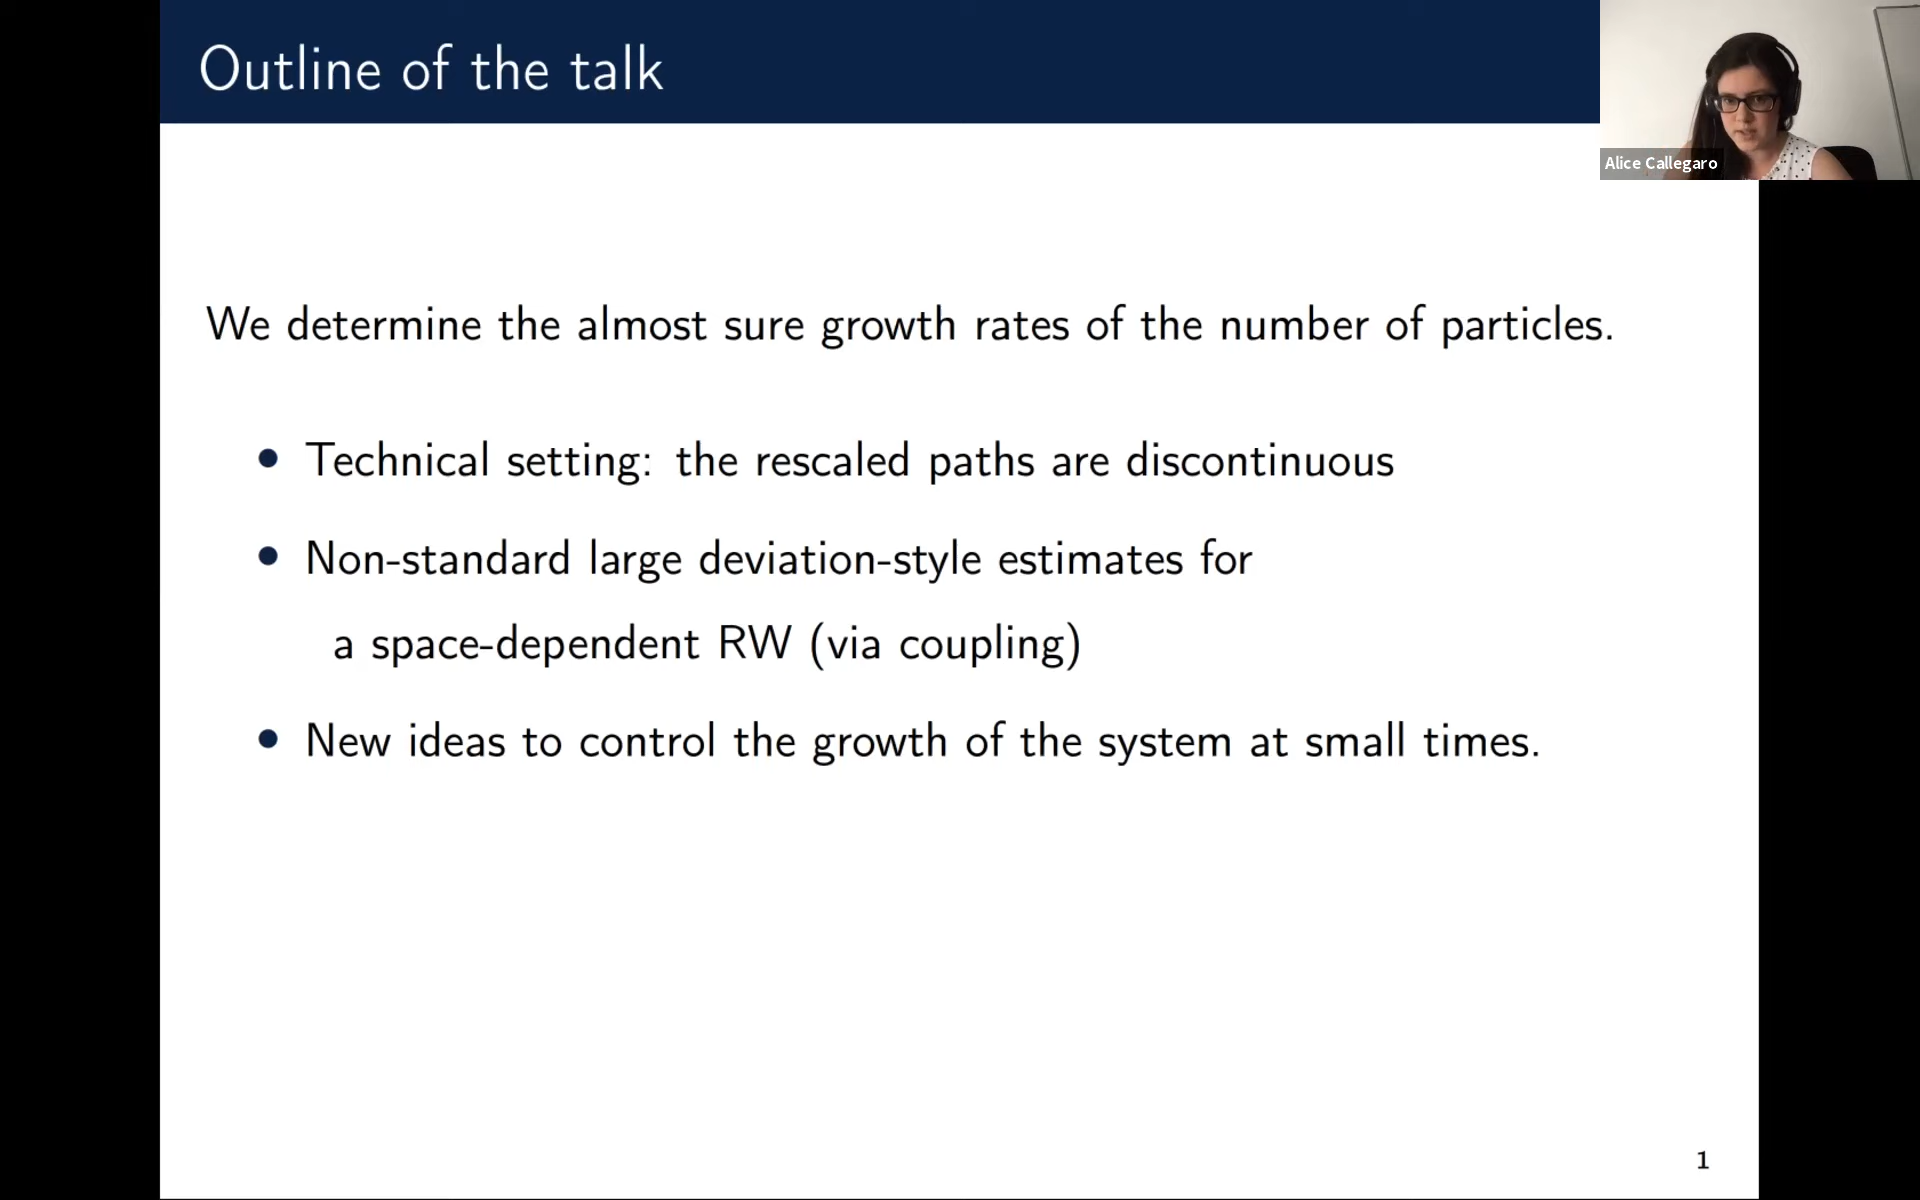 Outline of the talk
Alice Callegaro
We determine the almost sure growth rates of the number of particles.
• Technical setting: the rescaled paths are discontinuous
• Non-standard large deviation-style estimates for
a space-dependent RW (via coupling)
• New ideas to control the growth of the system at small times.
1